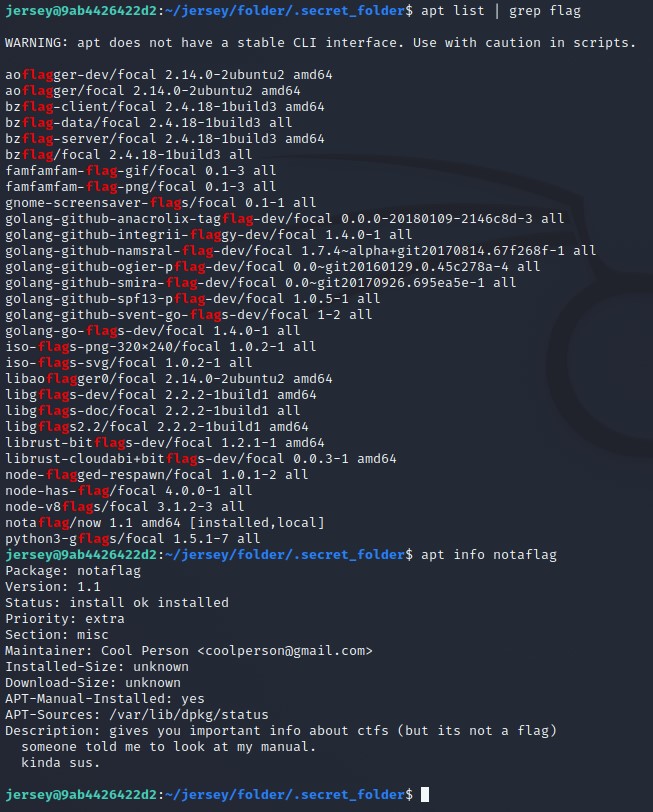 jersey@9ab4426422d2:~/jersey/folder/.secret_folder$ apt list | grep flag
WARNING: apt does not have a stable CLI interface. Use with caution in scripts.
aoflagger-dev/focal 2.14.0-2ubuntu2 amd64
aoflagger/focal 2.14.0-2ubuntu2 amd64
bzflag-client/focal 2.4.18-1build3 amd64
bzflag-data/focal 2.4.18-1build3 all
bzflag-server/focal 2.4.18-1build3 amd64
bzflag/focal 2.4.18-1build3 all
famfamfam-flag-gif/focal 0.1-3 all
famfamfam-flag-png/focal 0.1-3 all
gnome-screensaver-flags/focal 0.1-1 all
golang-github-anacrolix-tagflag-dev/focal 0.0.0-20180109-2146c8d-3 all
golang-github-integrii-flaggy-dev/focal 1.4.0-1 all
golang-github-namsral-flag-dev/focal 1.7.4~alpha+git20170814.67f268f-1 all
golang-github-ogier-pflag-dev/focal 0.0~git20160129.0.45c278a-4 all
golang-github-smira-flag-dev/focal 0.0~git20170926.695ea5e-1 all
golang-github-spf13-pflag-dev/focal 1.0.5-1 all
golang-github-svent-go-flags-dev/focal 1-2 all
golang-go-flags-dev/focal 1.4.0-1 all
iso-flags-png-320x240/focal 1.0.2-1 all
iso-flags-svg/focal 1.0.2-1 all
libaoflagger0/focal 2.14.0-2ubuntu2 amd64
libgflags-dev/focal 2.2.2-1build1 amd64
libgflags-doc/focal 2.2.2-1build1 all
libgflags2.2/focal 2.2.2-1build1 amd64
librust-bitflags-dev/focal 1.2.1-1 amd64
librust-cloudabi+bitflags-dev/focal 0.0.3-1 amd64
node-flagged-respawn/focal 1.0.1-2 all
node-has-flag/focal 4.0.0-1 all
node-v8flags/focal 3.1.2-3 all
notaflag/now 1.1 amd64 [installed,local]
python3-gflags/focal 1.5.1-7 all
jersey@9ab4426422d2:~/jersey/folder/.secret_folder$ apt info notaflag
Package: notaflag
Version: 1.1
Status: install ok installed
Priority: extra
Section: misc
Maintainer: Cool Person <coolperson@gmail.com>
Installed-Size: unknown
Download-Size: unknown
APT-Manual-Installed: yes
APT-Sources: /var/lib/dpkg/status
Description: gives you important info about ctfs (but its not a flag)
someone told me to look at my manual.
kinda sus.
jersey@9ab4426422d2:~/jersey/folder/.secret_folder$